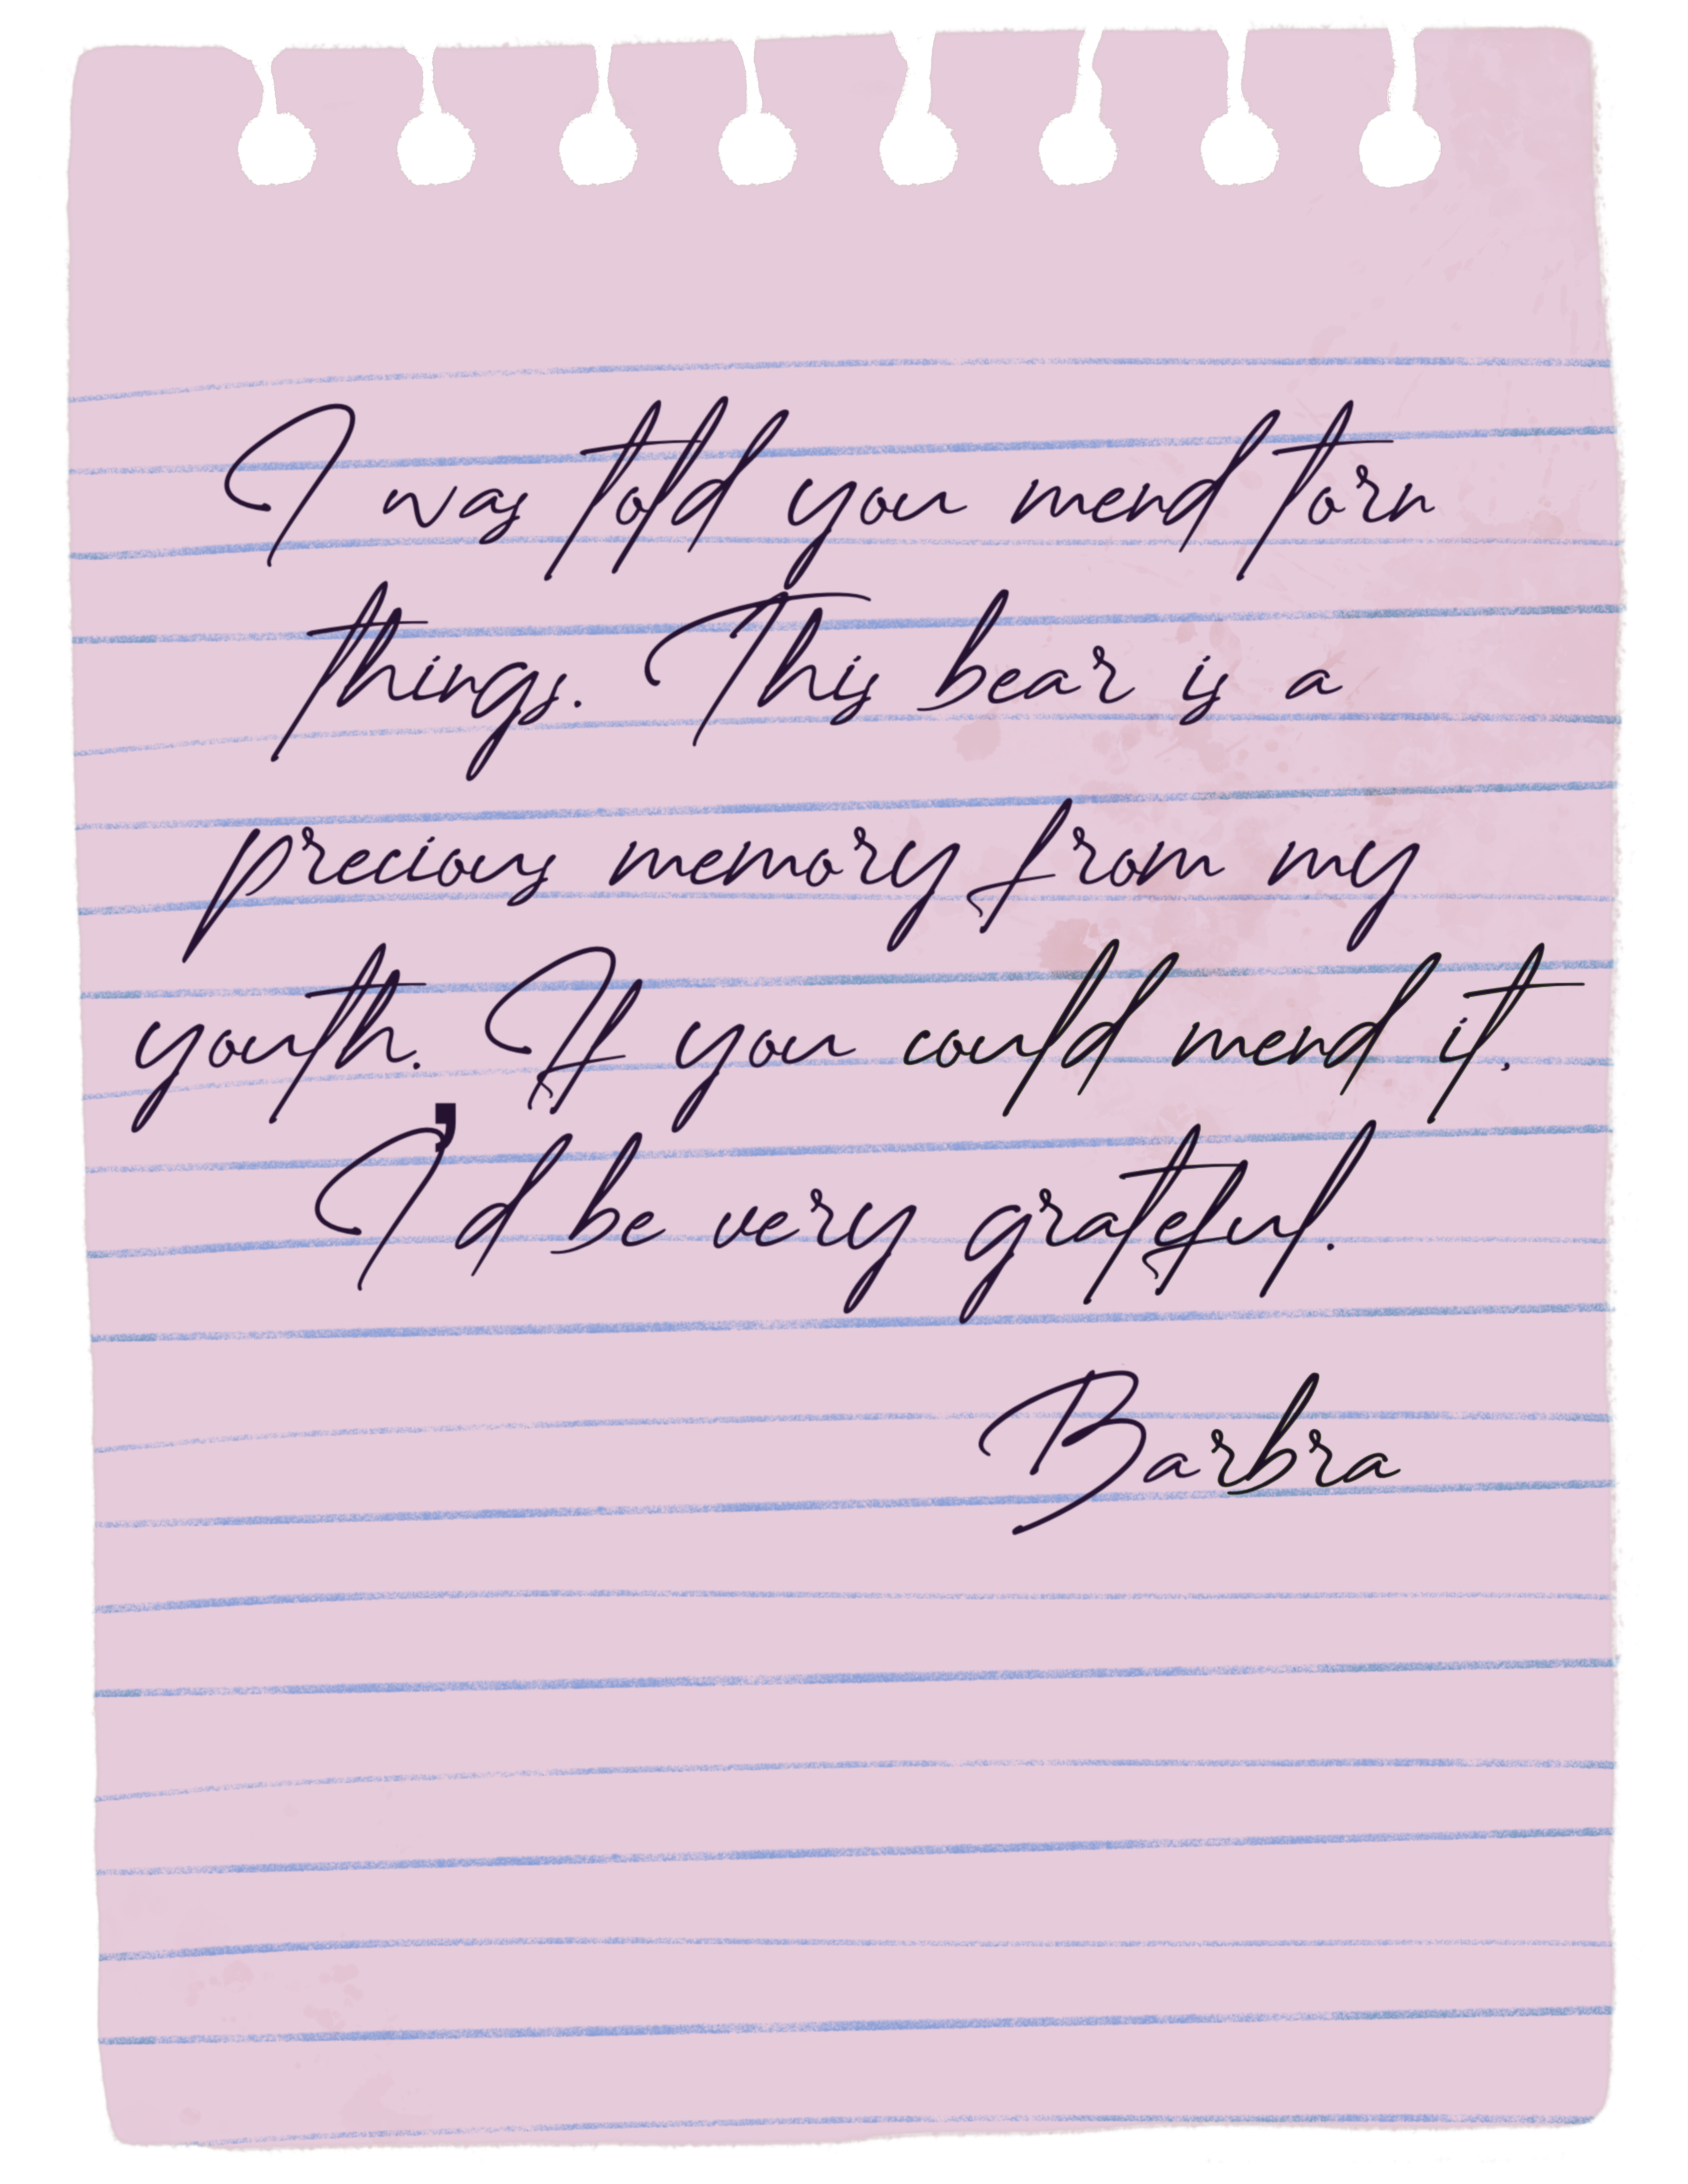 I was told you mend torn
things. This bear is a
precious memory from my
youth. If you could mend it,
I'd be very grateful.
Barbra